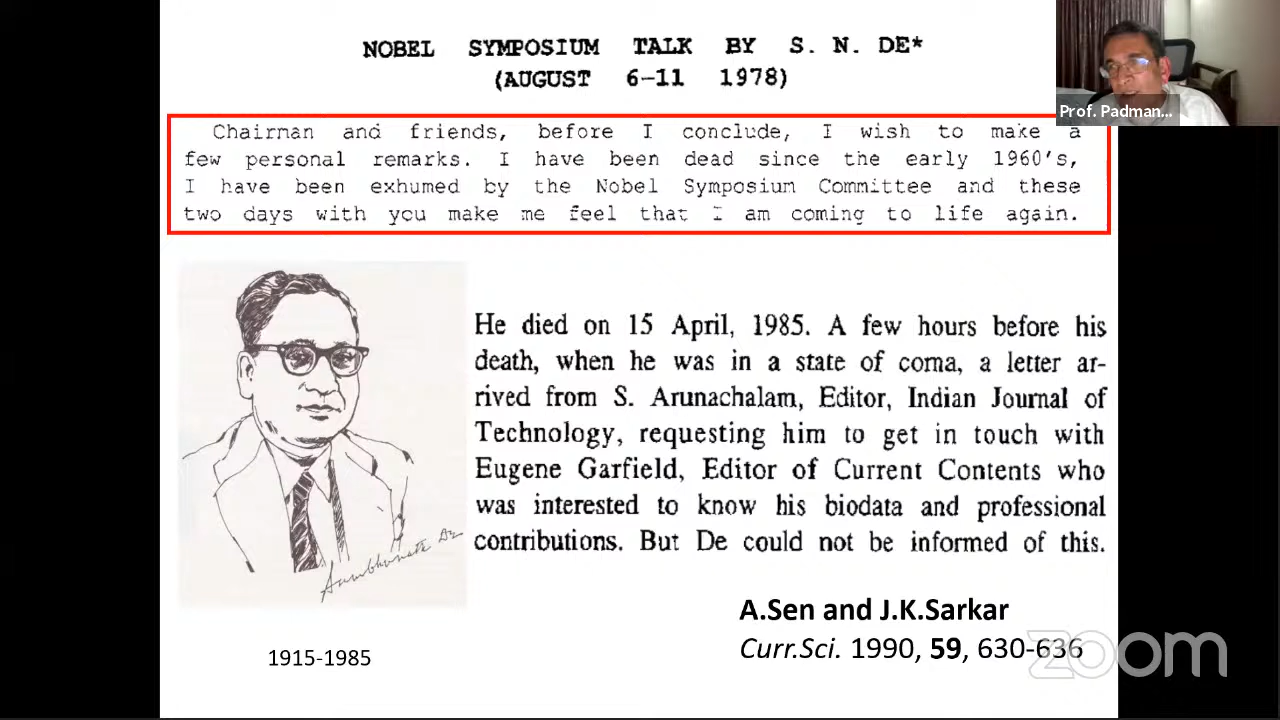 NOBEL SYMPOSIUM TALK BY S. N. DE*
(AUGUST 6-11 1978)
Prof. Padman...
Chairman and friends, before I conclude, I wish to make a
few personal remarks. I have been dead since the early 1960's,
I have been exhumed by the Nobel Symposium Committee and these
two days with you make me feel that I am coming to life again.
He died on 15 April, 1985. A few hours before his
death, when he was in a state of coma, a letter ar-
rived from S. Arunachalam, Editor, Indian Journal of
Technology, requesting him to get in touch with
Eugene Garfield, Editor of Current Contents who
was interested to know his biodata and professional
contributions. But De could not be informed of this.
Sambhunath De
A.Sen and J.K.Sarkar
Curr.Sci. 1990, 59, 630-636
1915-1985
zoom